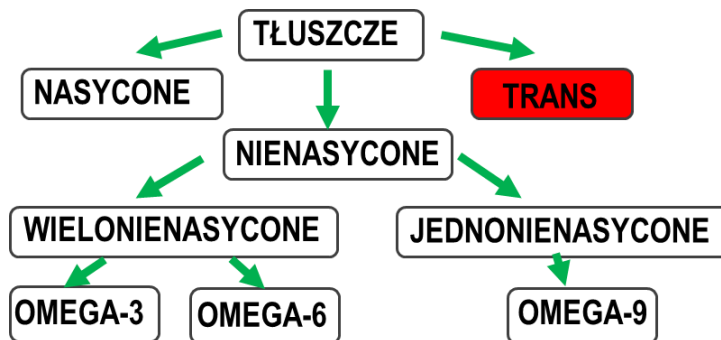 TŁUSZCZE
NASYCONE
TRANS
NIENASYCONE
WIELONIENASYCONE
JEDNONIENASYCONE
OMEGA-3
OMEGA-6
OMEGA-9